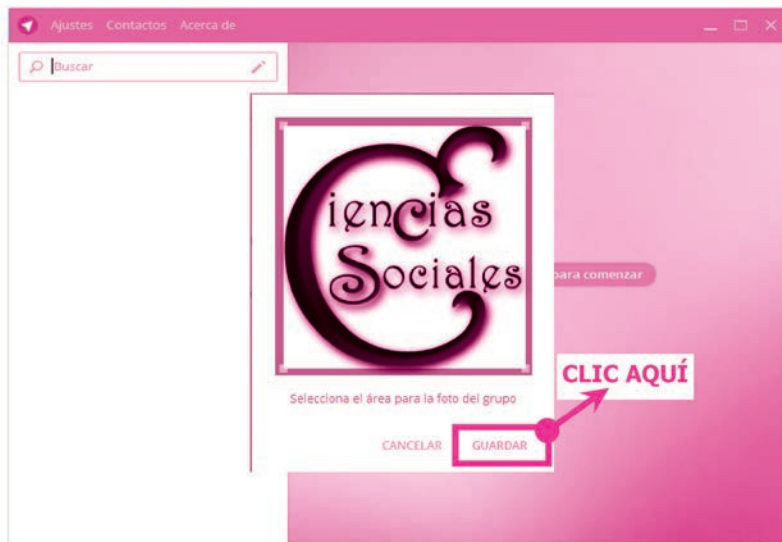 Ajustes Contactos Acerca de
Buscar
Ciencias
Sociales
para comenzar
Selecciona el área para la foto del grupo
CLIC AQUÍ
CANCELAR GUARDAR